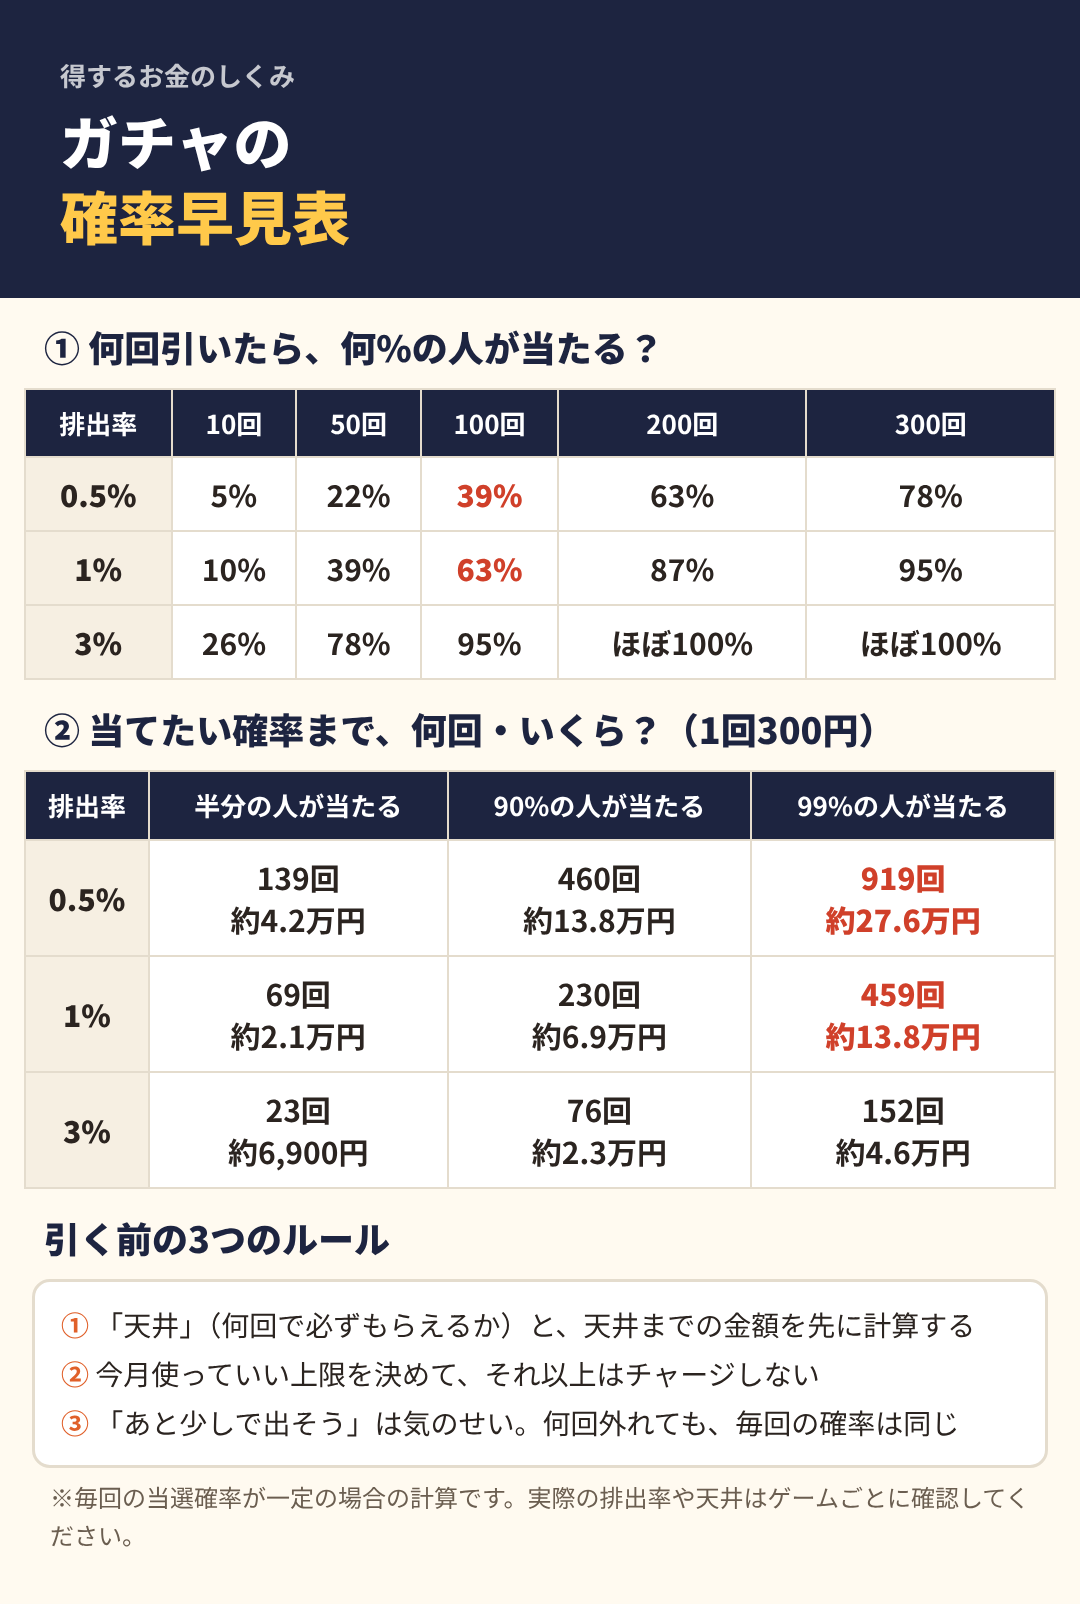 得するお金のしくみ
ガチャの
確率早見表
① 何回引いたら、何%の人が当たる？
排出率 10回 50回 100回 200回 300回
0.5% 5% 22% 39% 63% 78%
1% 10% 39% 63% 87% 95%
3% 26% 78% 95% ほぼ100% ほぼ100%
② 当てたい確率まで、何回・いくら？（1回300円）
排出率 半分の人が当たる 90%の人が当たる 99%の人が当たる
0.5% 139回 460回 919回
約4.2万円 約13.8万円 約27.6万円
1% 69回 230回 459回
約2.1万円 約6.9万円 約13.8万円
3% 23回 76回 152回
約6,900円 約2.3万円 約4.6万円
引く前の3つのルール
① 「天井」（何回で必ずもらえるか）と、天井までの金額を先に計算する
② 今月使っていい上限を決めて、それ以上はチャージしない
③ 「あと少しで出そう」は気のせい。何回外れても、毎回の確率は同じ
※毎回の当選確率が一定の場合の計算です。実際の排出率や天井はゲームごとに確認してく
ださい。